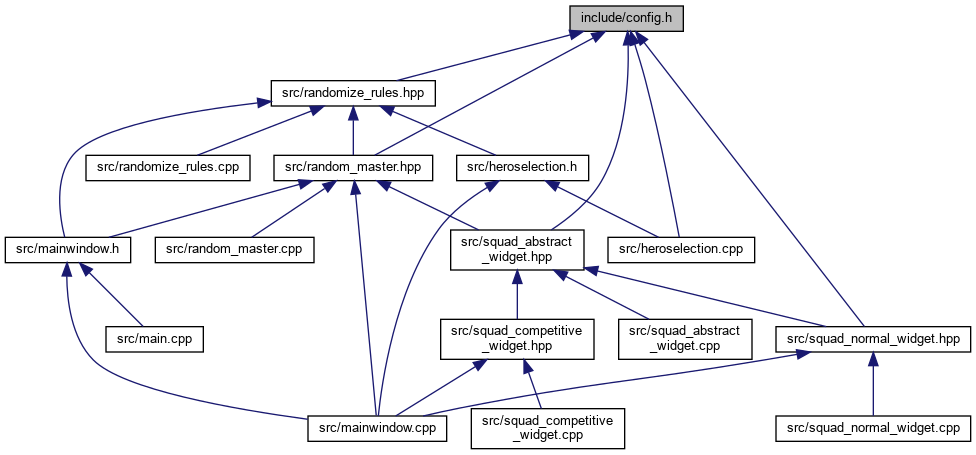 include/config.h
src/randomize_rules.hpp
src/randomize_rules.cpp
src/random_master.hpp
src/heroselection.h
src/mainwindow.h
src/random_master.cpp
src/squad_abstract
_widget.hpp
src/heroselection.cpp
src/main.cpp
src/squad_competitive
_widget.hpp
src/squad_abstract
_widget.cpp
src/squad_normal_widget.hpp
src/mainwindow.cpp
src/squad_competitive
_widget.cpp
src/squad_normal_widget.cpp